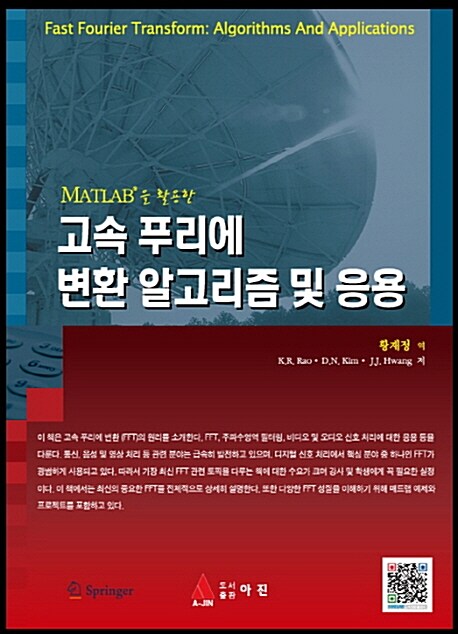 Fast Fourier Transform: Algorithms And Applications
MATLAB®을 활용한
고속 푸리에
변환 알고리즘 및 응용
황재정 역
K.R. Rao • D.N. Kim • J.J. Hwang 저
이 책은 고속 푸리에 변환(FFT)의 원리를 소개한다. FFT, 주파수영역 필터링, 비디오 및 오디오 신호 처리에 대한 응용 등을
다룬다. 통신, 음성 및 영상 처리 등 관련 분야는 급속히 발전하고 있으며, 디지털 신호 처리에서 핵심 분야 중 하나인 FFT가
광범위하게 사용되고 있다. 따라서 가장 최신 FFT 관련 토픽을 다루는 책에 대한 수요가 크며 강사 및 학생에게 꼭 필요한 실정
이다. 이 책에서는 최신의 중요한 FFT를 전체적으로 상세히 설명한다. 또한 다양한 FFT 성질을 이해하기 위해 매트랩 예제와
프로젝트를 포함하고 있다.
Springer
A-JIN
도서
출판
아진